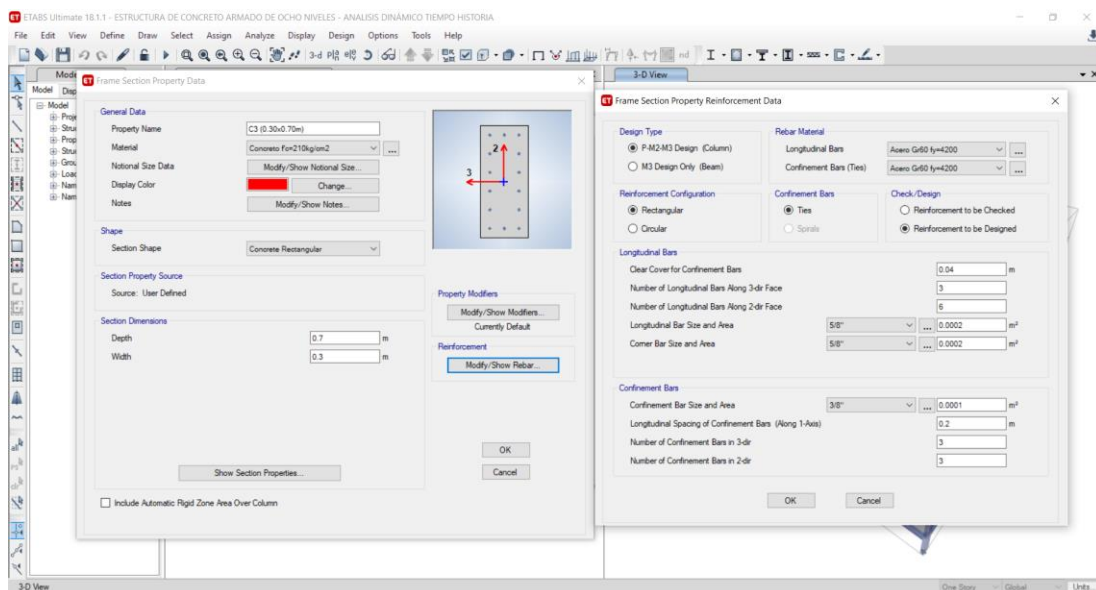 ETABS Ultimate 18.1.1 - ESTRUCTURA DE CONCRETO ARMADO DE OCHO NIVELES - ANALISIS DINÁMICO TIEMPO HISTORIA
File Edit View Define Draw Select Assign Analyze Display Design Options Tools Help
3-d
nd
Model Disp
Model
Frame Section Property Data
General Data
Property Name C3 (0.30x0.70m)
Material Concreto f'c=210kg/cm2 ...
Notional Size Data Modify/Show Notional Size...
Display Color Change...
Notes Modify/Show Notes...
2
3
Shape
Section Shape Concrete Rectangular
Section Property Source
Source: User Defined
Section Dimensions
Depth 0.7 m
Width 0.3 m
Property Modifiers
Modify/Show Modifiers...
Currently Default
Reinforcement
Modify/Show Rebar...
Show Section Properties...
OK
Cancel
Include Automatic Rigid Zone Area Over Column
3-D View
Frame Section Property Reinforcement Data
Design Type
P-M2-M3 Design (Column)
M3 Design Only (Beam)
Rebar Material
Longitudinal Bars Acero Gr60 fy=4200 ...
Confinement Bars (Ties) Acero Gr60 fy=4200 ...
Reinforcement Configuration
Rectangular
Circular
Confinement Bars
Ties
Spirals
Check/Design
Reinforcement to be Checked
Reinforcement to be Designed
Longitudinal Bars
Clear Cover for Confinement Bars 0.04 m
Number of Longitudinal Bars Along 3-dir Face 3
Number of Longitudinal Bars Along 2-dir Face 6
Longitudinal Bar Size and Area 5/8" ... 0.0002 m²
Corner Bar Size and Area 5/8" ... 0.0002 m²
Confinement Bars
Confinement Bar Size and Area 3/8" ... 0.0001 m²
Longitudinal Spacing of Confinement Bars (Along 1-Axis) 0.2 m
Number of Confinement Bars in 3-dir 3
Number of Confinement Bars in 2-dir 3
OK Cancel
3-D View
One Story Global Units